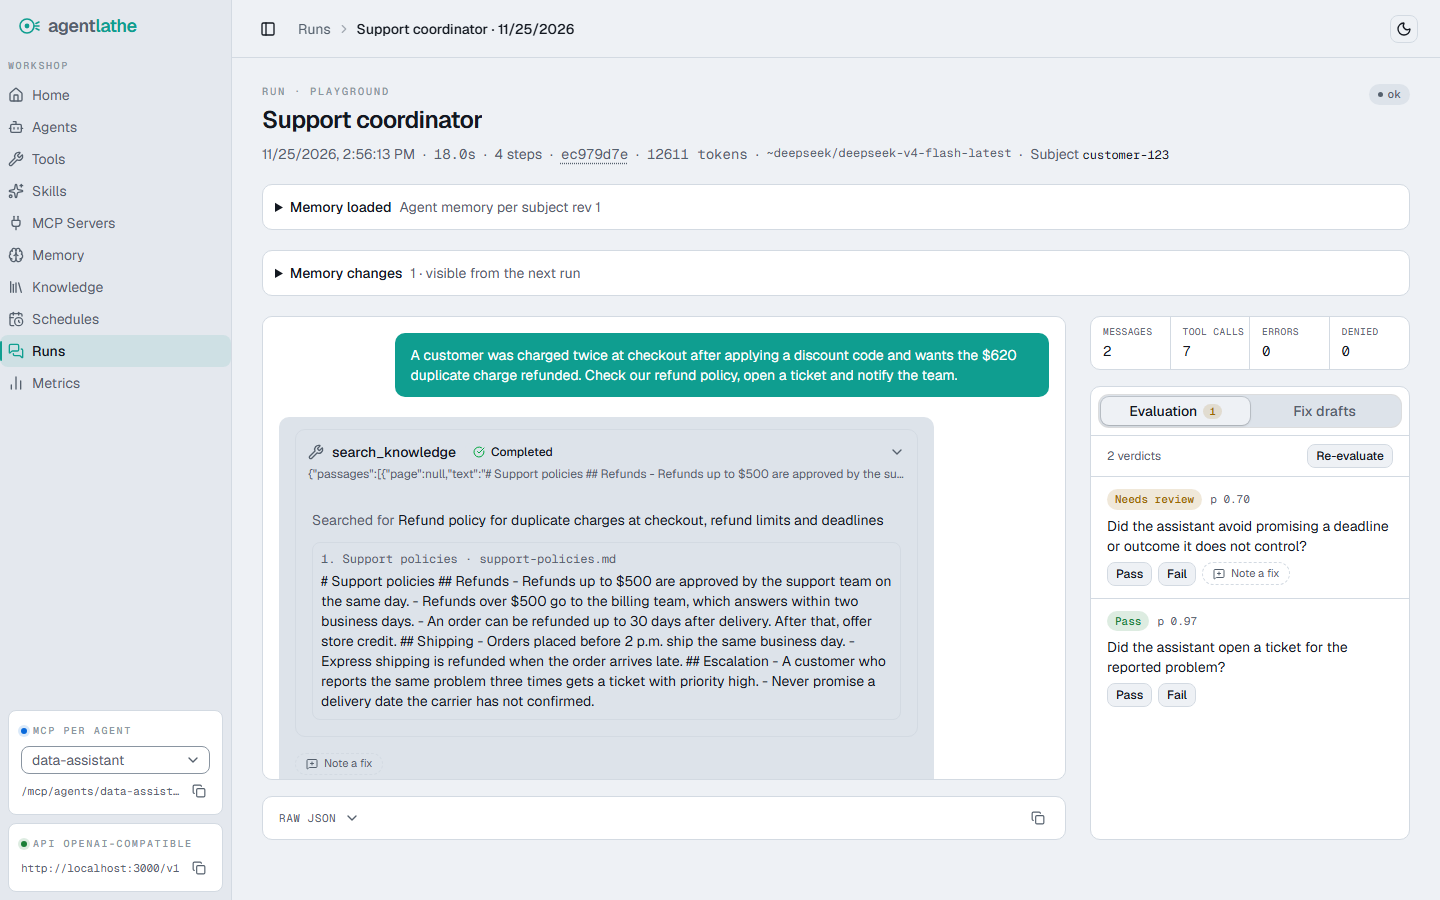 agentlathe
WORKSHOP
Home
Agents
Tools
Skills
MCP Servers
Memory
Knowledge
Schedules
Runs
Metrics
MCP PER AGENT
data-assistant
/mcp/agents/data-assist…
API OPENAI-COMPATIBLE
http://localhost:3000/v1
Runs > Support coordinator · 11/25/2026
RUN · PLAYGROUND
Support coordinator
ok
11/25/2026, 2:56:13 PM · 18.0s · 4 steps · ec979d7e · 12611 tokens · ~deepseek/deepseek-v4-flash-latest · Subject customer-123
Memory loaded Agent memory per subject rev 1
Memory changes 1 · visible from the next run
A customer was charged twice at checkout after applying a discount code and wants the $620
duplicate charge refunded. Check our refund policy, open a ticket and notify the team.
search_knowledge Completed
{"passages":[{"page":null,"text":"# Support policies ## Refunds - Refunds up to $500 are approved by the su…
Searched for Refund policy for duplicate charges at checkout, refund limits and deadlines
1. Support policies · support-policies.md
# Support policies ## Refunds - Refunds up to $500 are approved by the support team on
the same day. - Refunds over $500 go to the billing team, which answers within two
business days. - An order can be refunded up to 30 days after delivery. After that, offer
store credit. ## Shipping - Orders placed before 2 p.m. ship the same business day. -
Express shipping is refunded when the order arrives late. ## Escalation - A customer who
reports the same problem three times gets a ticket with priority high. - Never promise a
delivery date the carrier has not confirmed.
Note a fix
RAW JSON
MESSAGES
2
TOOL CALLS
7
ERRORS
0
DENIED
0
Evaluation 1
Fix drafts
2 verdicts
Re-evaluate
Needs review p 0.70
Did the assistant avoid promising a deadline
or outcome it does not control?
Pass Fail Note a fix
Pass p 0.97
Did the assistant open a ticket for the
reported problem?
Pass Fail